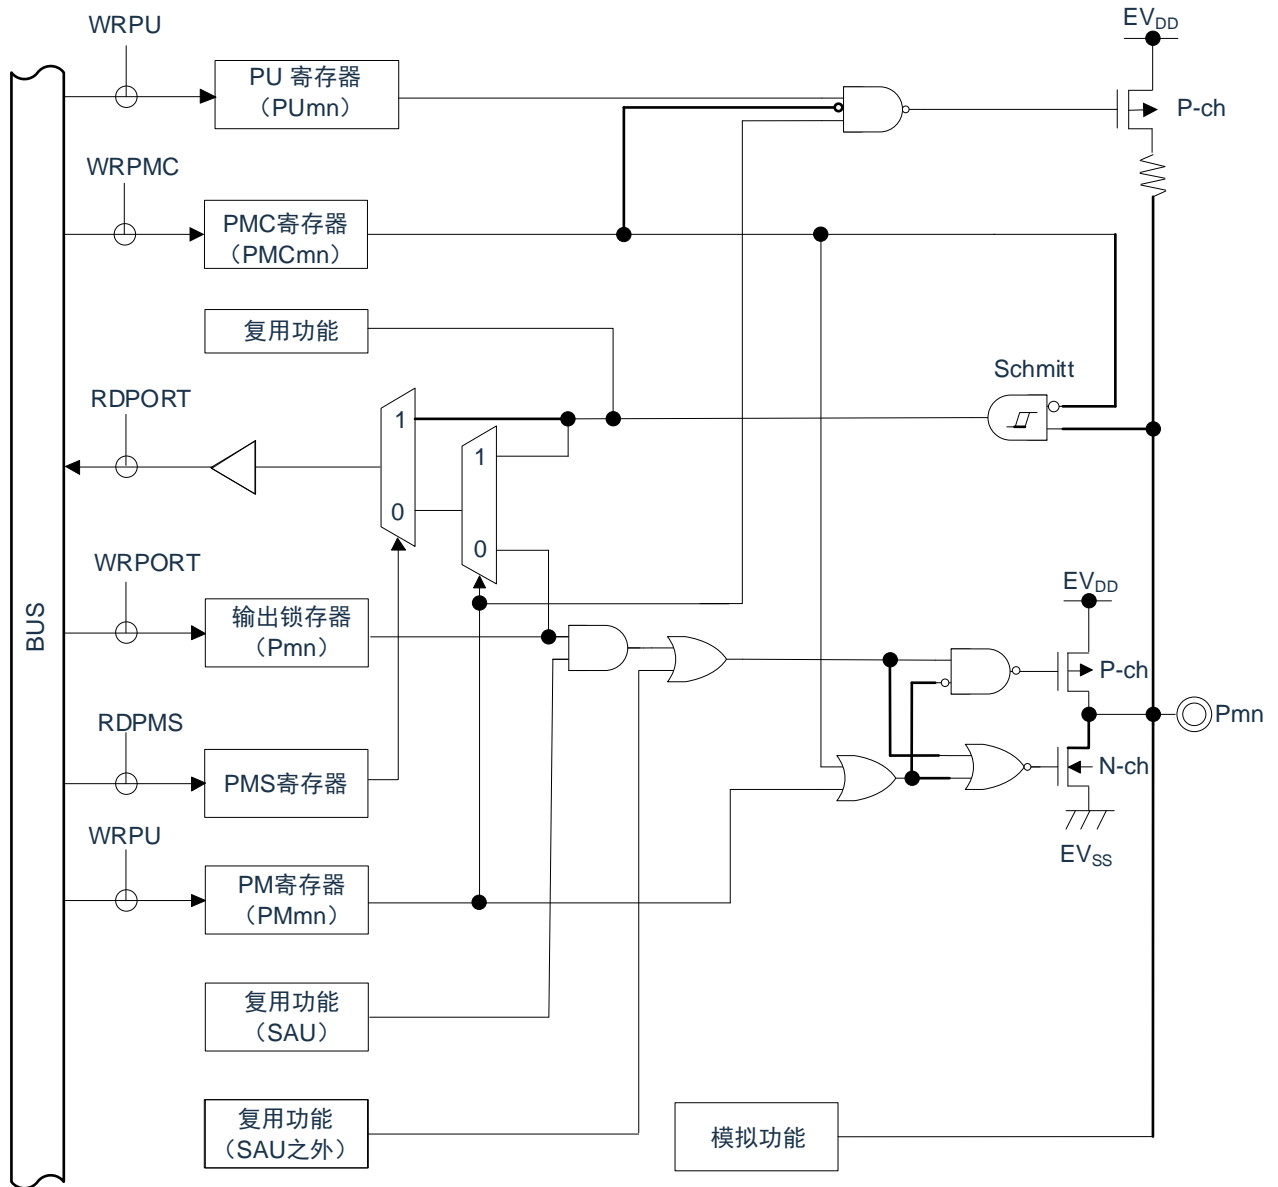 WRPU
EVDD
PU 寄存器
（PUmn）
P-ch
WRPMC
PMC寄存器
（PMCmn）
复用功能
Schmitt
RDPORT
1
1
0
0
WRPORT
EVDD
BUS
输出锁存器
（Pmn）
P-ch
Pmn
RDPMS
N-ch
PMS寄存器
WRPU
EVSS
PM寄存器
（PMmn）
复用功能
（SAU）
复用功能
（SAU之外）
模拟功能